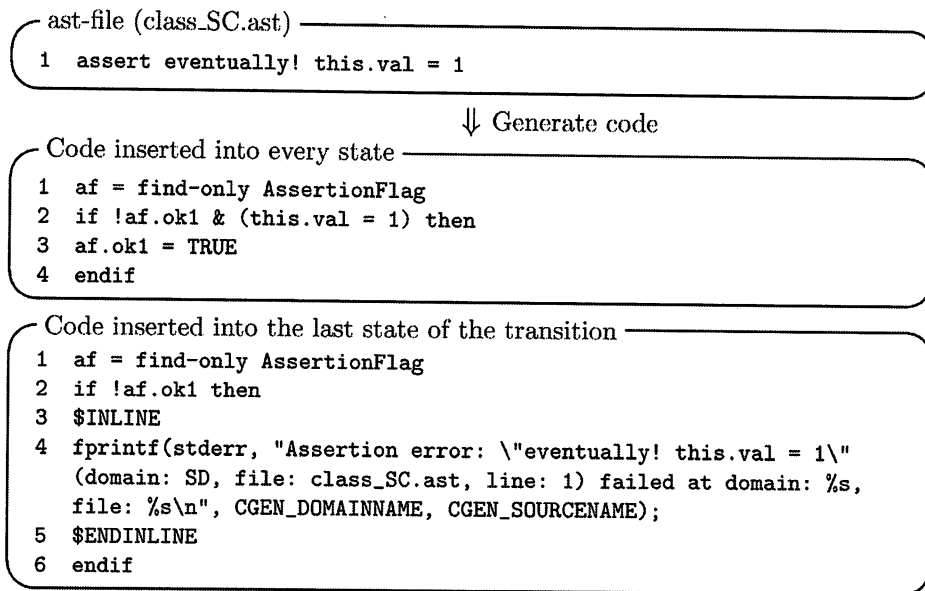 ast-file (class_SC.ast)
1 assert eventually! this.val = 1
⇓ Generate code
Code inserted into every state
1 af = find-only AssertionFlag
2 if !af.ok1 & (this.val = 1) then
3 af.ok1 = TRUE
4 endif
Code inserted into the last state of the transition
1 af = find-only AssertionFlag
2 if !af.ok1 then
3 $INLINE
4 fprintf(stderr, "Assertion error: \"eventually! this.val = 1\"
(domain: SD, file: class_SC.ast, line: 1) failed at domain: %s,
file: %s\n", CGEN_DOMAINNAME, CGEN_SOURCENAME);
5 $ENDINLINE
6 endif